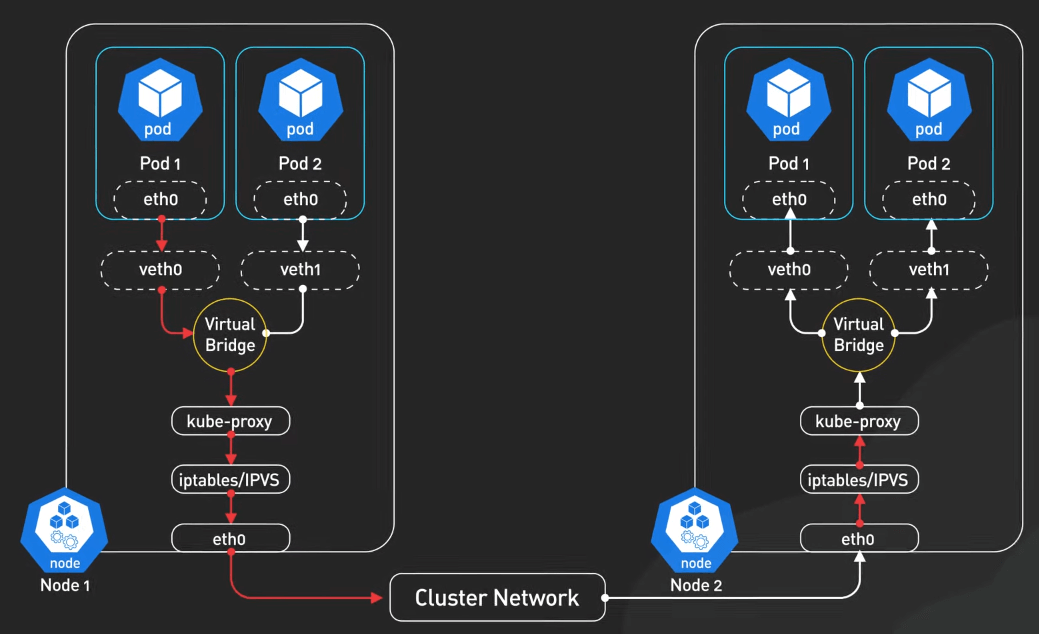 pod
pod
Pod 1
Pod 2
eth0
eth0
veth0
veth1
Virtual
Bridge
kube-proxy
iptables/IPVS
eth0
node
Node 1
Cluster Network
pod
pod
Pod 1
Pod 2
eth0
eth0
veth0
veth1
Virtual
Bridge
kube-proxy
iptables/IPVS
eth0
node
Node 2